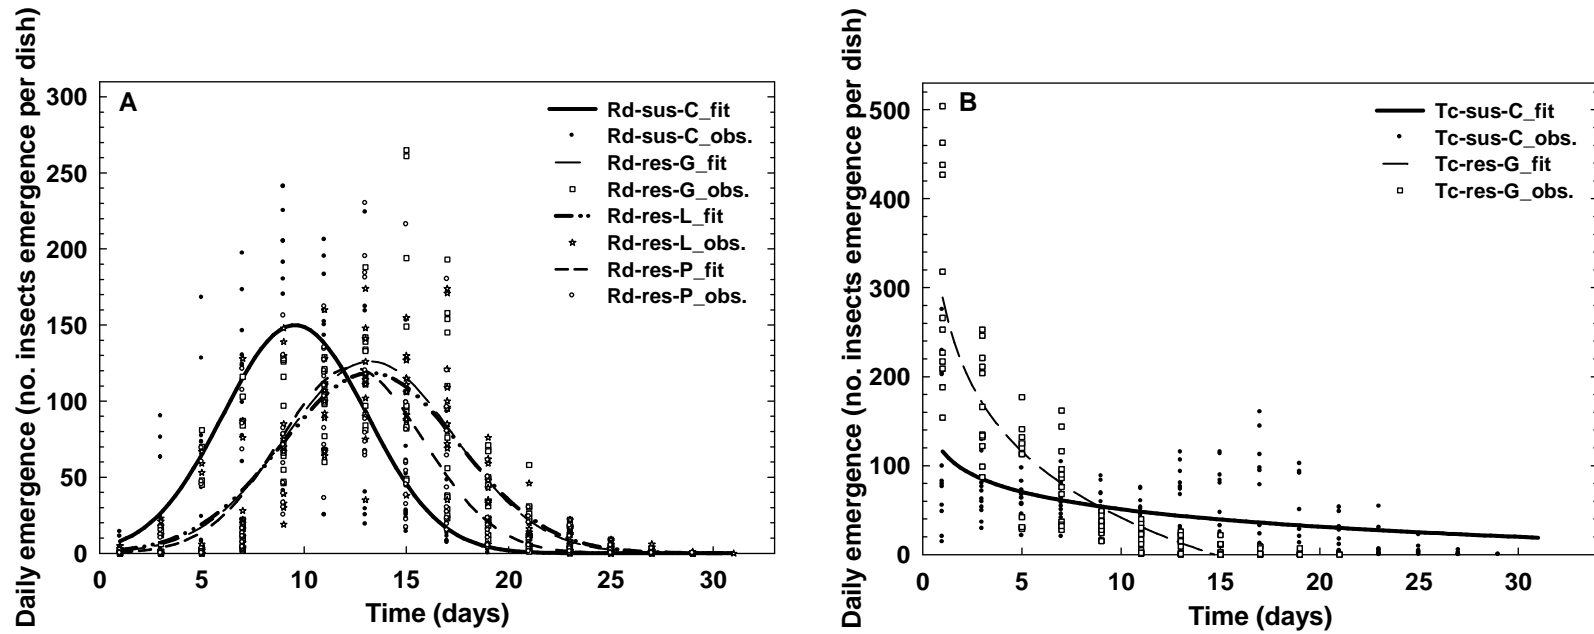 Daily emergence (no. insects emergence per dish)
A
300
250
200
150
100
50
0
0 5 10 15 20 25 30
Time (days)
Rd-sus-C_fit
Rd-sus-C_obs.
Rd-res-G_fit
Rd-res-G_obs.
Rd-res-L_fit
Rd-res-L_obs.
Rd-res-P_fit
Rd-res-P_obs.
Daily emergence (no. insects emergence per dish)
B
500
400
300
200
100
0
0 5 10 15 20 25 30
Time (days)
Tc-sus-C_fit
Tc-sus-C_obs.
Tc-res-G_fit
Tc-res-G_obs.